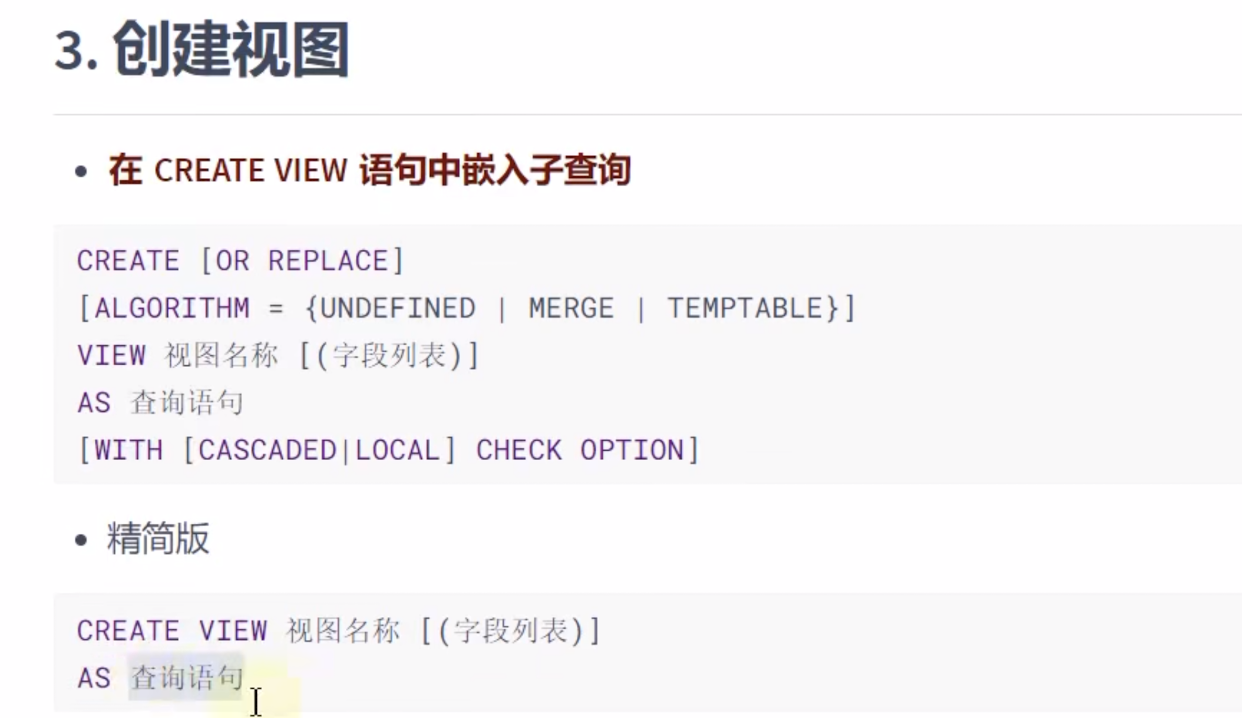 3. 创建视图
• 在 CREATE VIEW 语句中嵌入子查询
CREATE [OR REPLACE]
[ALGORITHM = {UNDEFINED | MERGE | TEMPTABLE}]
VIEW 视图名称 [(字段列表)]
AS 查询语句
[WITH [CASCADED|LOCAL] CHECK OPTION]
• 精简版
CREATE VIEW 视图名称 [(字段列表)]
AS 查询语句